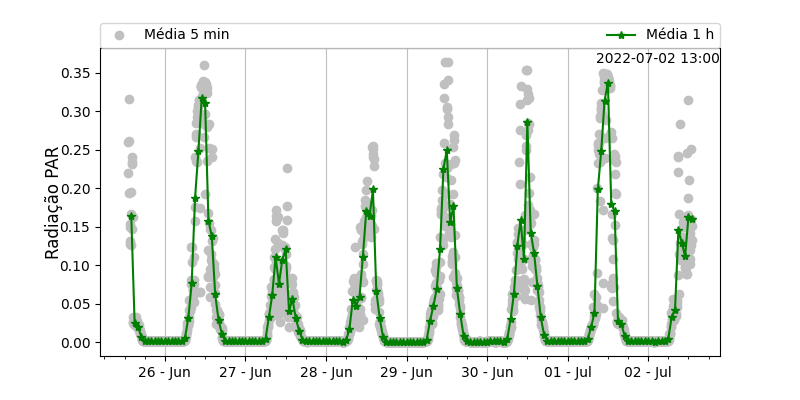 Média 5 min
Média 1 h
2022-07-02 13:00
Radiação PAR
0.35
0.30
0.25
0.20
0.15
0.10
0.05
0.00
26 - Jun
27 - Jun
28 - Jun
29 - Jun
30 - Jun
01 - Jul
02 - Jul